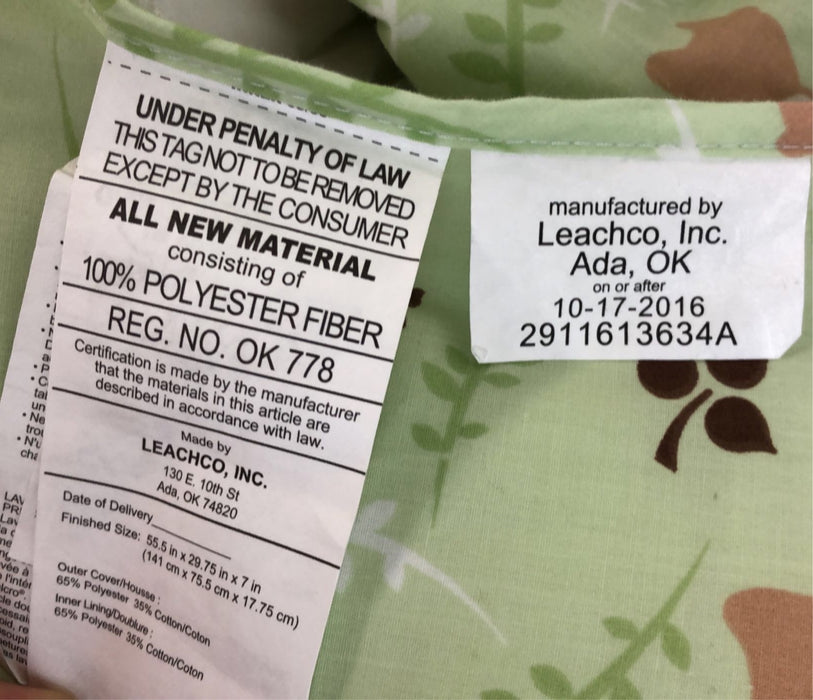 UNDER PENALTY OF LAW
THIS TAG NOT TO BE REMOVED
EXCEPT BY THE CONSUMER
ALL NEW MATERIAL
consisting of
100% POLYESTER FIBER
REG. NO. OK 778
Certification is made by the manufacturer
that the materials in this article are
described in accordance with law.
Made by
LEACHCO, INC.
130 E. 10th St
Ada, OK 74820
Date of Delivery
Finished Size: 55.5 in x 29.75 in x 7 in
(141 cm x 75.5 cm x 17.75 cm)
Outer Cover/Housse :
65% Polyester 35% Cotton/Coton
Inner Lining/Doublure :
65% Polyester 35% Cotton/Coton
manufactured by
Leachco, Inc.
Ada, OK
on or after
10-17-2016
2911613634A